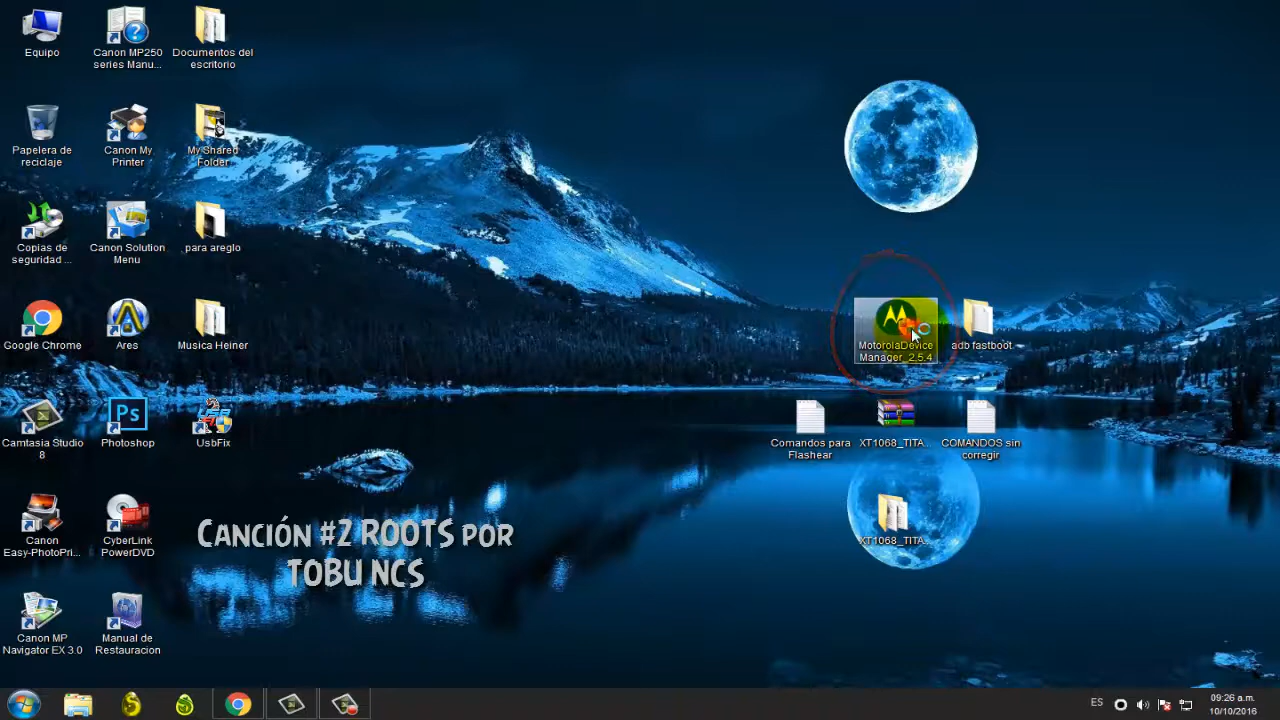 Equipo
Canon MP250
series Manu...
Documentos del
escritorio
Papelera de
reciclaje
Canon My
Printer
My Shared
Folder
Copias de
seguridad ...
Canon Solution
Menu
para areglo
Google Chrome
Ares
Musica Heiner
MotorolaDevice
Manager_2.5.4
adb fastboot
Camtasia Studio
8
Ps
Photoshop
USB
UsbFix
Comandos para
Flashear
XT1068_TITA...
COMANDOS sin
corregir
Canon
Easy-PhotoPri...
CyberLink
PowerDVD
XT1068_TITA...
CANCIÓN #2 ROOTS POR
TOBU NCS
Canon MP
Navigator EX 3.0
Manual de
Restauracion
ES
09:26 a.m.
10/10/2016